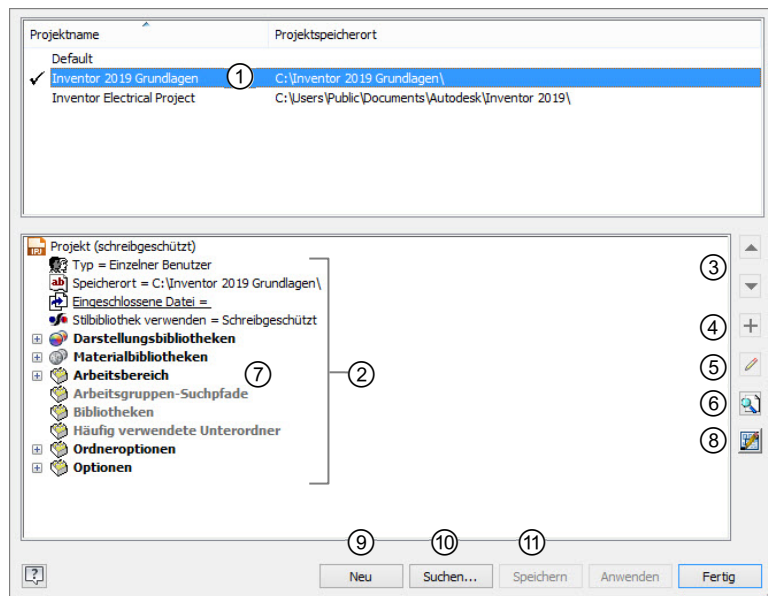 Projektname Projektspeicherort
Default
Inventor 2019 Grundlagen ① C:\Inventor 2019 Grundlagen\
Inventor Electrical Project C:\Users\Public\Documents\Autodesk\Inventor 2019\
IPJ Projekt (schreibgeschützt)
Typ = Einzelner Benutzer
③
ab Speicherort = C:\Inventor 2019 Grundlagen\
Eingeschlossene Datei =
Stilbibliothek verwenden = Schreibgeschützt
④
Darstellungsbibliotheken
Materialbibliotheken
⑤
Arbeitsbereich ⑦ ②
Arbeitsgruppen-Suchpfade
⑥
Bibliotheken
Häufig verwendete Unterordner
⑧
Ordneroptionen
Optionen
⑨ ⑩ ⑪
? Neu Suchen... Speichern Anwenden Fertig